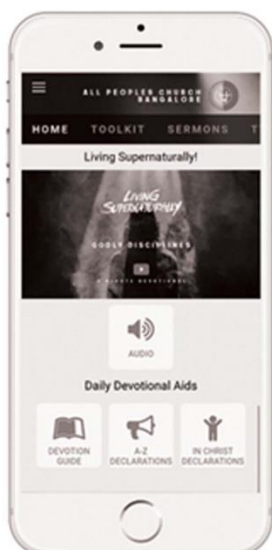 ALL PEOPLES CHURCH
BANGALORE
HOME TOOLKIT SERMONS T
Living Supernaturally!
LIVING
SUPERNATURALLY
GODLY DISCIPLINES
AUDIO
Daily Devotional Aids
DEVOTION
GUIDE
A-Z
DECLARATIONS
IN CHRIST
DECLARATIONS